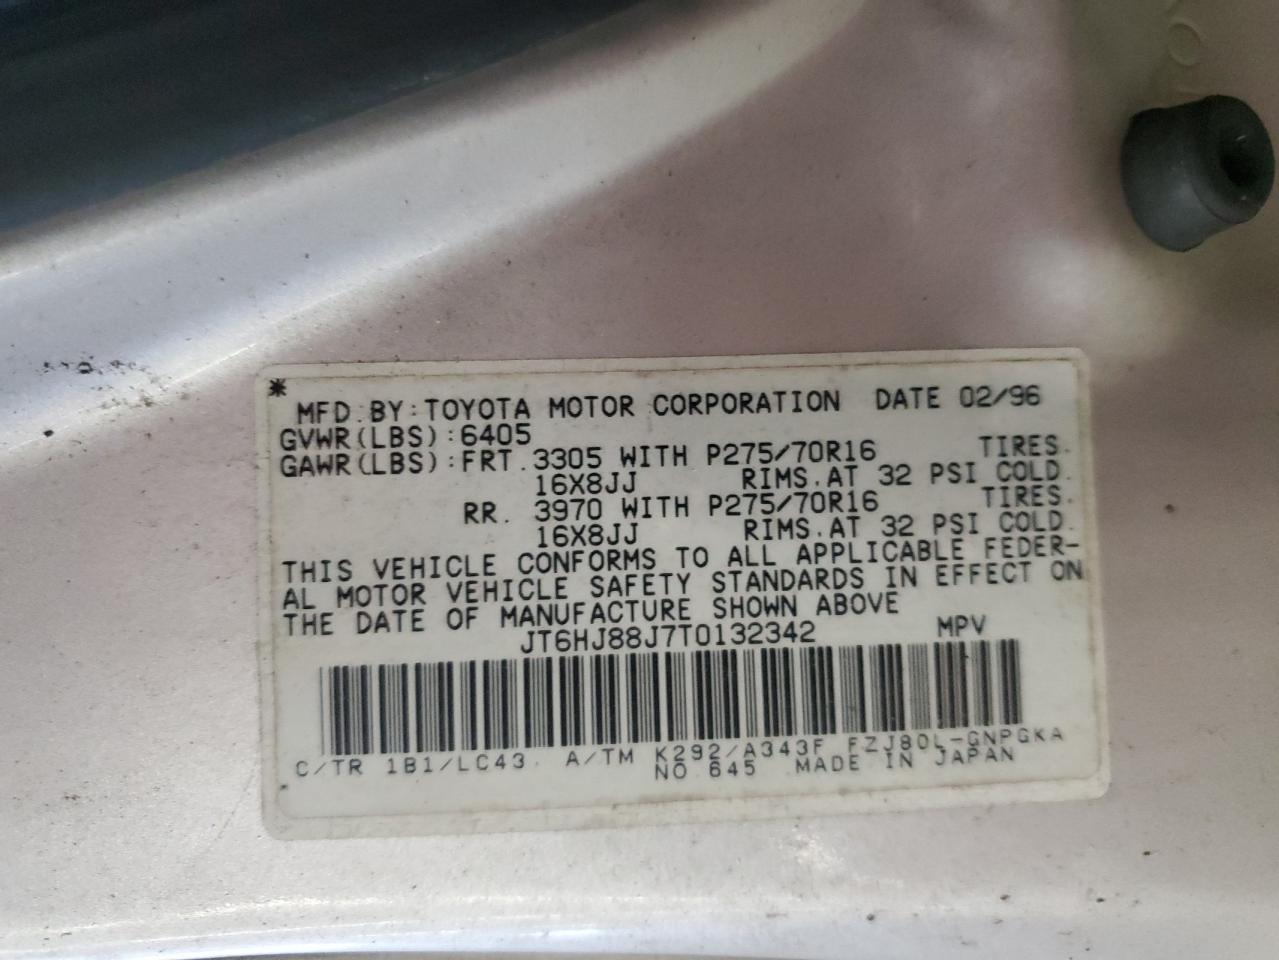 *
MFD. BY: TOYOTA MOTOR CORPORATION DATE 02/96
GVWR(LBS):6405
GAWR(LBS):FRT. 3305 WITH P275/70R16 TIRES.
16X8JJ RIMS.AT 32 PSI COLD.
RR. 3970 WITH P275/70R16 TIRES.
16X8JJ RIMS.AT 32 PSI COLD.
THIS VEHICLE CONFORMS TO ALL APPLICABLE FEDER-
AL MOTOR VEHICLE SAFETY STANDARDS IN EFFECT ON
THE DATE OF MANUFACTURE SHOWN ABOVE
JT6HJ88J7T0132342 MPV
C/TR 1B1/LC43. A/TM K292/A343F FZJ80L-GNPGKA
NO.645 MADE IN JAPAN